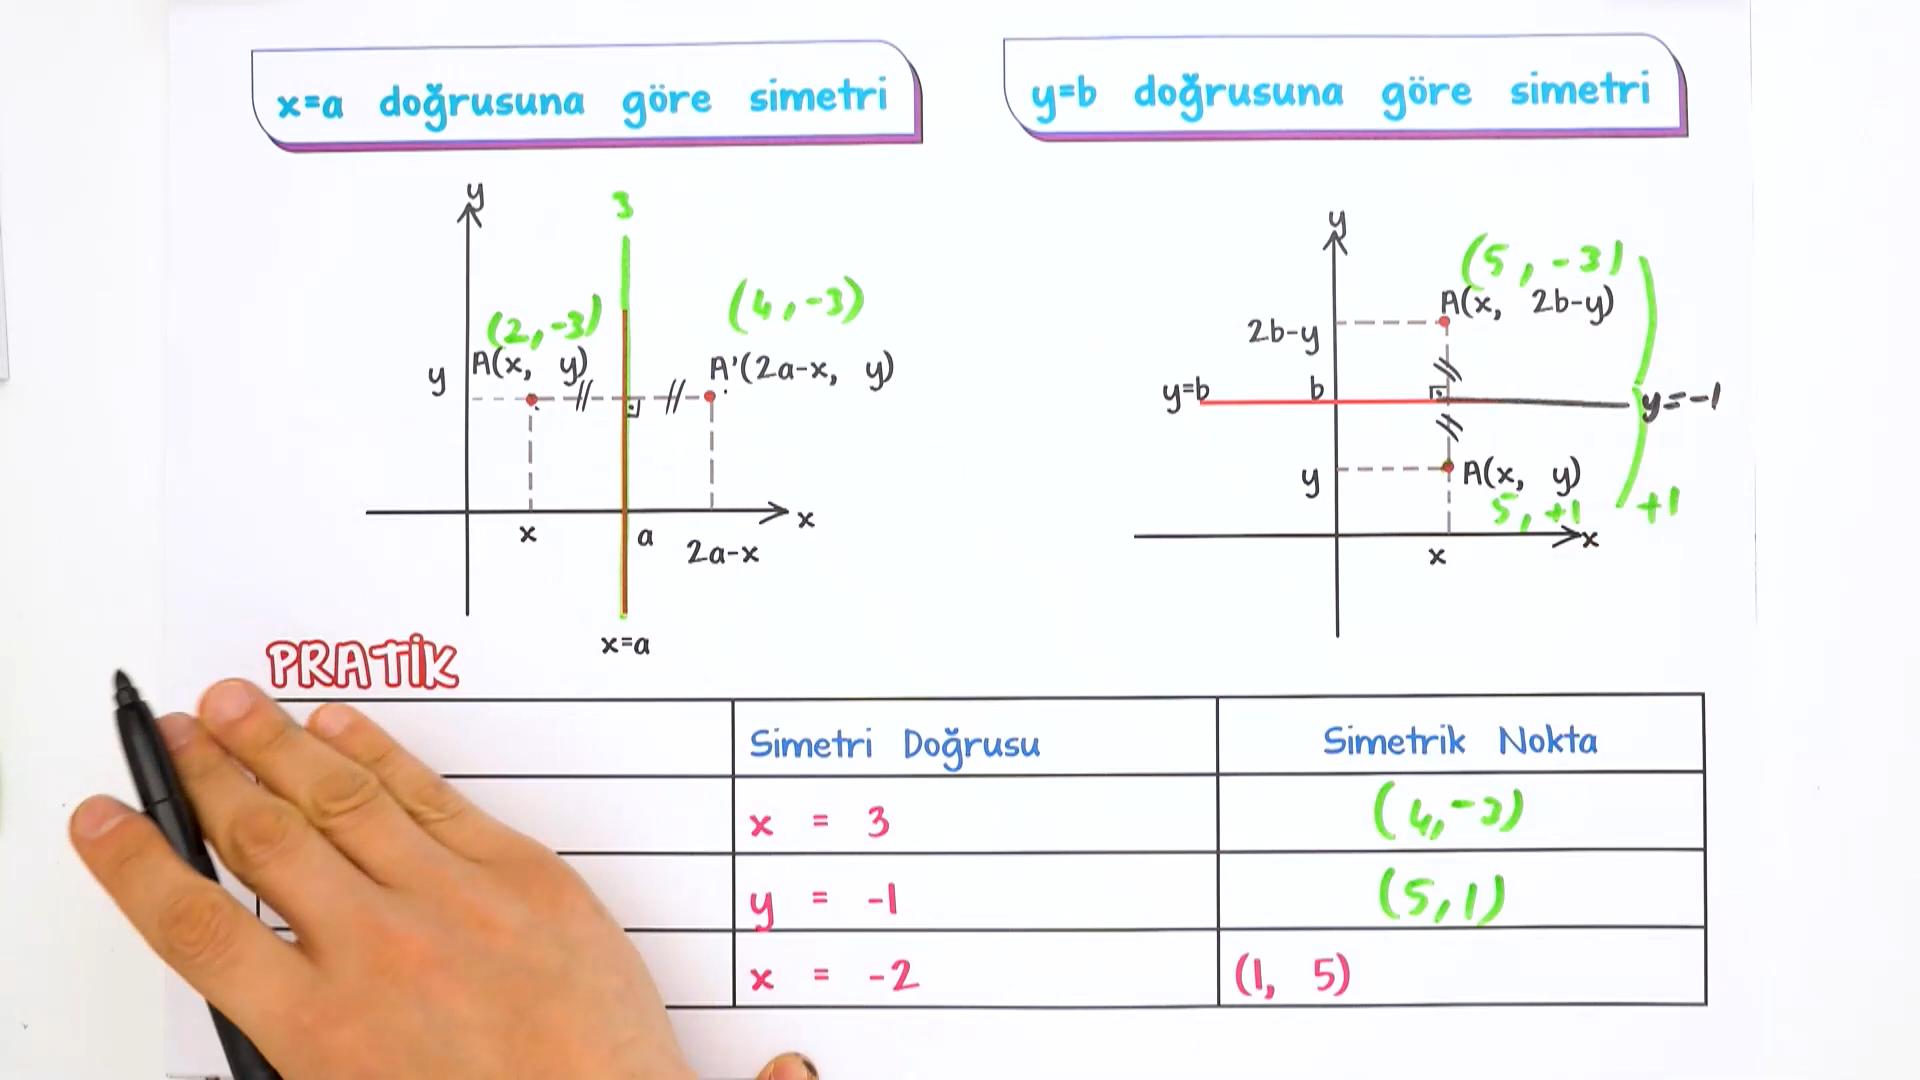 x=a doğrusuna göre simetri
y=b doğrusuna göre simetri
y
3
(2, -3)
(4, -3)
A(x, y)
A'(2a-x, y)
y
x
a
2a-x
x
x=a
y
(5, -3)
A(x, 2b-y)
2b-y
y=b
b
y=-1
y
A(x, y)
5, +1
+1
x
x
PRATİK
Simetri Doğrusu
Simetrik Nokta
x = 3
(4,-3)
y = -1
(5,1)
x = -2
(1, 5)